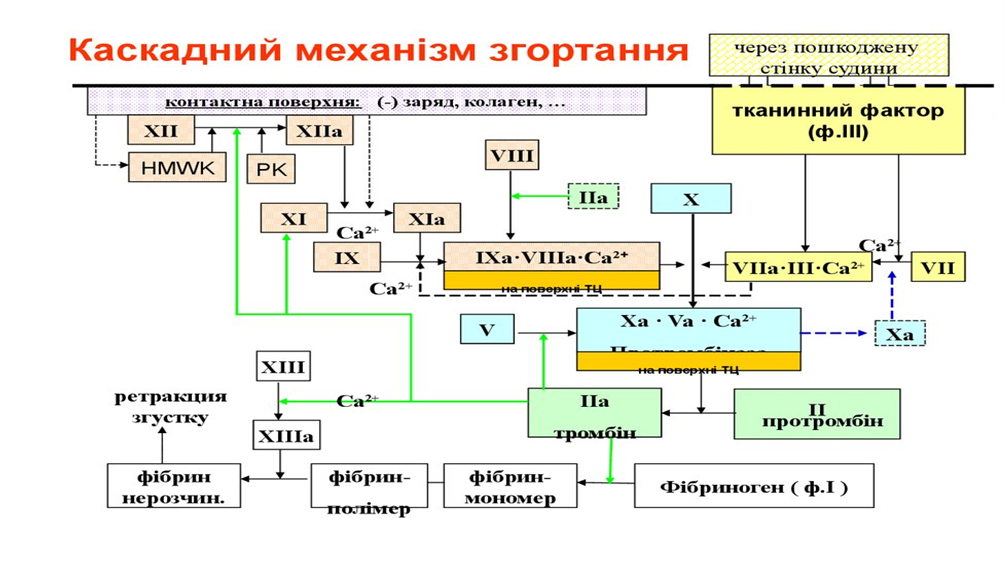 Каскадний механізм згортання
через пошкоджену
стінку судини
контактна поверхня: (-) заряд, колаген, …
тканинний фактор
(ф.III)
XII
XIIa
HMWK
PK
VIII
IIa
X
XI
XIa
Ca²⁺
Ca²⁺
IX
IXa·VIIIa·Ca²⁺
VIIa·III·Ca²⁺
VII
на поверхні ТЦ
Ca²⁺
V
Xa · Va · Ca²⁺
Протромбіназа
на поверхні ТЦ
Xa
XIII
ретракция
згустку
Ca²⁺
IIa
тромбін
II
протромбін
XIIIa
фібрин
нерозчин.
фібрин-
полімер
фібрин-
мономер
Фібриноген ( ф.I )